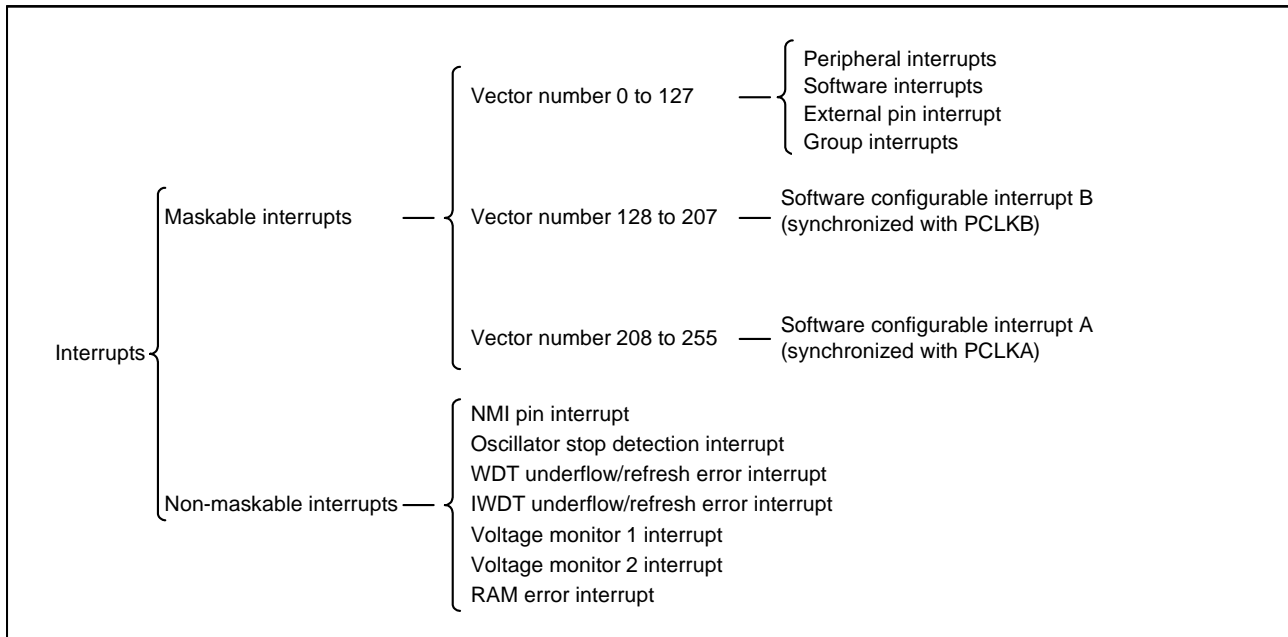 Interrupts
Maskable interrupts
Vector number 0 to 127
Peripheral interrupts
Software interrupts
External pin interrupt
Group interrupts
Vector number 128 to 207
Software configurable interrupt B
(synchronized with PCLKB)
Vector number 208 to 255
Software configurable interrupt A
(synchronized with PCLKA)
Non-maskable interrupts
NMI pin interrupt
Oscillator stop detection interrupt
WDT underflow/refresh error interrupt
IWDT underflow/refresh error interrupt
Voltage monitor 1 interrupt
Voltage monitor 2 interrupt
RAM error interrupt